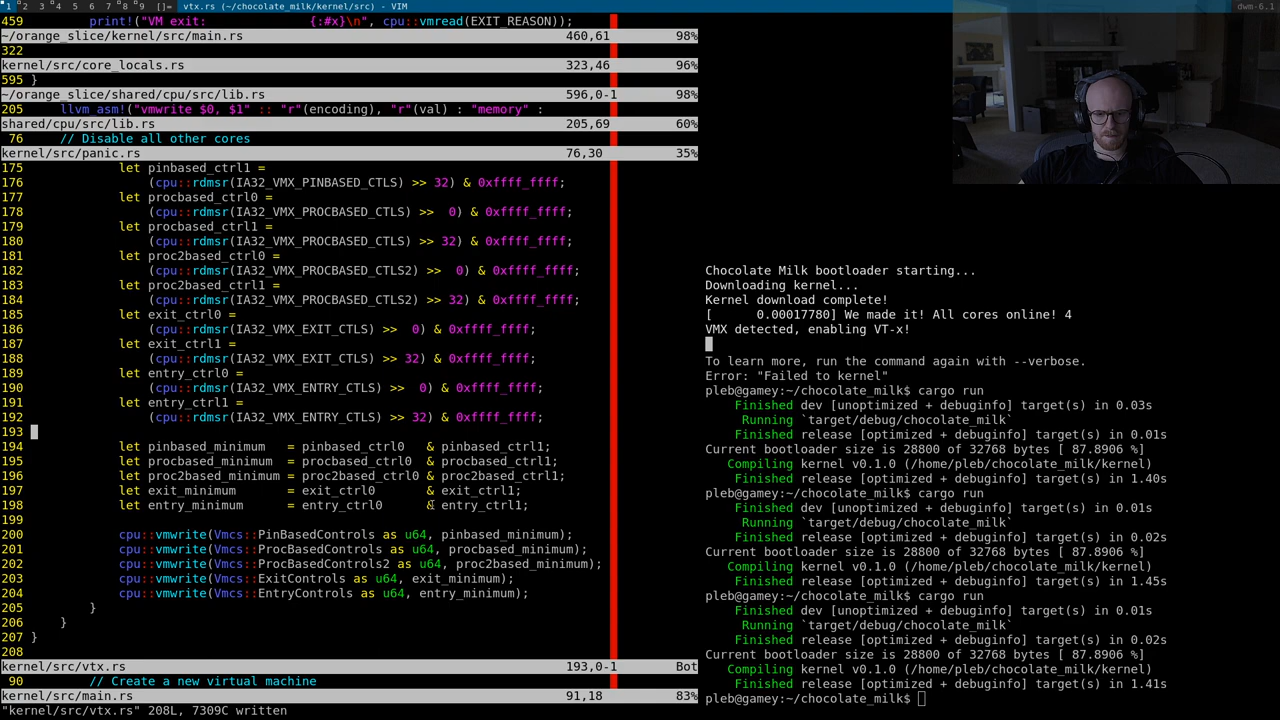 1 2 3 4 5 6 7 8 9 []= vtx.rs (~/chocolate_milk/kernel/src) - VIM dwm-6.1
459 print!("VM exit: {:#x}\n", cpu::vmread(EXIT_REASON));
~/orange_slice/kernel/src/main.rs 460,61 98%
322
kernel/src/core_locals.rs 323,46 96%
595 }
~/orange_slice/shared/cpu/src/lib.rs 596,0-1 98%
205 llvm_asm!("vmwrite $0, $1" :: "r"(encoding), "r"(val) : "memory" :
shared/cpu/src/lib.rs 205,69 60%
76 // Disable all other cores
kernel/src/panic.rs 76,30 35%
175 let pinbased_ctrl1 =
176 (cpu::rdmsr(IA32_VMX_PINBASED_CTLS) >> 32) & 0xffff_ffff;
177 let procbased_ctrl0 =
178 (cpu::rdmsr(IA32_VMX_PROCBASED_CTLS) >> 0) & 0xffff_ffff;
179 let procbased_ctrl1 =
180 (cpu::rdmsr(IA32_VMX_PROCBASED_CTLS) >> 32) & 0xffff_ffff;
181 let proc2based_ctrl0 =
182 (cpu::rdmsr(IA32_VMX_PROCBASED_CTLS2) >> 0) & 0xffff_ffff;
183 let proc2based_ctrl1 =
184 (cpu::rdmsr(IA32_VMX_PROCBASED_CTLS2) >> 32) & 0xffff_ffff;
185 let exit_ctrl0 =
186 (cpu::rdmsr(IA32_VMX_EXIT_CTLS) >> 0) & 0xffff_ffff;
187 let exit_ctrl1 =
188 (cpu::rdmsr(IA32_VMX_EXIT_CTLS) >> 32) & 0xffff_ffff;
189 let entry_ctrl0 =
190 (cpu::rdmsr(IA32_VMX_ENTRY_CTLS) >> 0) & 0xffff_ffff;
191 let entry_ctrl1 =
192 (cpu::rdmsr(IA32_VMX_ENTRY_CTLS) >> 32) & 0xffff_ffff;
193
194 let pinbased_minimum = pinbased_ctrl0 & pinbased_ctrl1;
195 let procbased_minimum = procbased_ctrl0 & procbased_ctrl1;
196 let proc2based_minimum = proc2based_ctrl0 & proc2based_ctrl1;
197 let exit_minimum = exit_ctrl0 & exit_ctrl1;
198 let entry_minimum = entry_ctrl0 & entry_ctrl1;
199
200 cpu::vmwrite(Vmcs::PinBasedControls as u64, pinbased_minimum);
201 cpu::vmwrite(Vmcs::ProcBasedControls as u64, procbased_minimum);
202 cpu::vmwrite(Vmcs::ProcBasedControls2 as u64, proc2based_minimum);
203 cpu::vmwrite(Vmcs::ExitControls as u64, exit_minimum);
204 cpu::vmwrite(Vmcs::EntryControls as u64, entry_minimum);
205 }
206 }
207 }
208
kernel/src/vtx.rs 193,0-1 Bot
90 // Create a new virtual machine
kernel/src/main.rs 91,18 83%
"kernel/src/vtx.rs" 208L, 7309C written
Chocolate Milk bootloader starting...
Downloading kernel...
Kernel download complete!
[ 0.00017780] We made it! All cores online! 4
VMX detected, enabling VT-x!
To learn more, run the command again with --verbose.
Error: "Failed to kernel"
pleb@gamey:~/chocolate_milk$ cargo run
Finished dev [unoptimized + debuginfo] target(s) in 0.03s
Running `target/debug/chocolate_milk`
Finished release [optimized + debuginfo] target(s) in 0.01s
Current bootloader size is 28800 of 32768 bytes [ 87.8906 %]
Compiling kernel v0.1.0 (/home/pleb/chocolate_milk/kernel)
Finished release [optimized + debuginfo] target(s) in 1.40s
pleb@gamey:~/chocolate_milk$ cargo run
Finished dev [unoptimized + debuginfo] target(s) in 0.01s
Running `target/debug/chocolate_milk`
Finished release [optimized + debuginfo] target(s) in 0.02s
Current bootloader size is 28800 of 32768 bytes [ 87.8906 %]
Compiling kernel v0.1.0 (/home/pleb/chocolate_milk/kernel)
Finished release [optimized + debuginfo] target(s) in 1.45s
pleb@gamey:~/chocolate_milk$ cargo run
Finished dev [unoptimized + debuginfo] target(s) in 0.01s
Running `target/debug/chocolate_milk`
Finished release [optimized + debuginfo] target(s) in 0.02s
Current bootloader size is 28800 of 32768 bytes [ 87.8906 %]
Compiling kernel v0.1.0 (/home/pleb/chocolate_milk/kernel)
Finished release [optimized + debuginfo] target(s) in 1.41s
pleb@gamey:~/chocolate_milk$